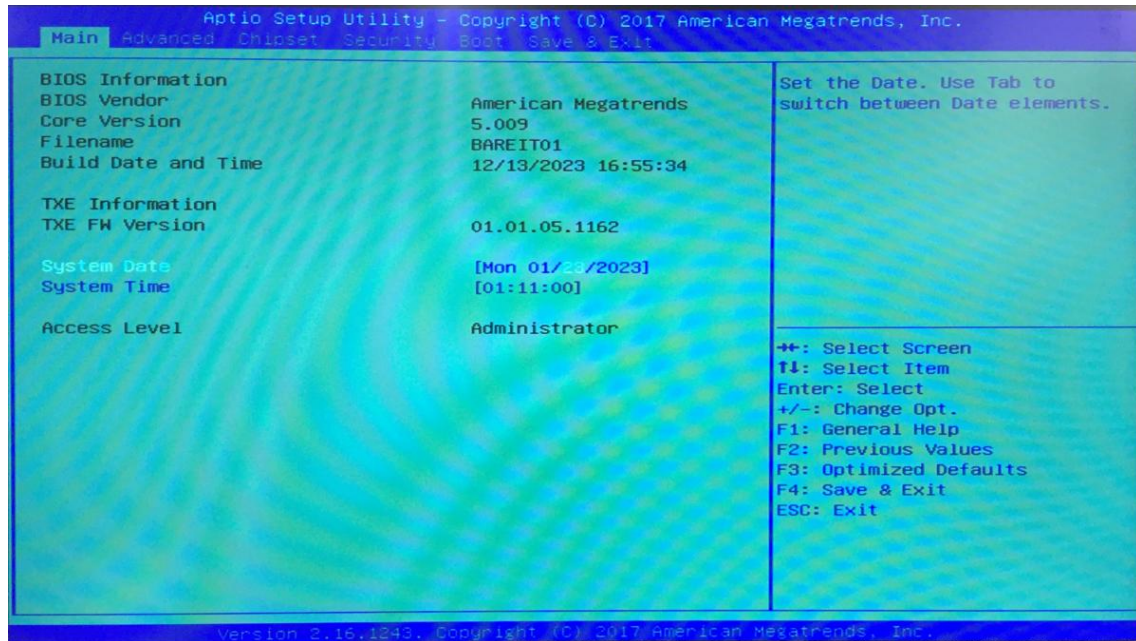 Aptio Setup Utility - Copyright (C) 2017 American Megatrends, Inc.
Main Advanced Chipset Security Boot Save & Exit
BIOS Information
BIOS Vendor American Megatrends
Core Version 5.009
Filename BAREIT01
Build Date and Time 12/13/2023 16:55:34
TXE Information
TXE FW Version 01.01.05.1162
System Date [Mon 01/23/2023]
System Time [01:11:00]
Access Level Administrator
Set the Date. Use Tab to
switch between Date elements.
→←: Select Screen
↑↓: Select Item
Enter: Select
+/-: Change Opt.
F1: General Help
F2: Previous Values
F3: Optimized Defaults
F4: Save & Exit
ESC: Exit
Version 2.16.1243. Copyright (C) 2017 American Megatrends, Inc.